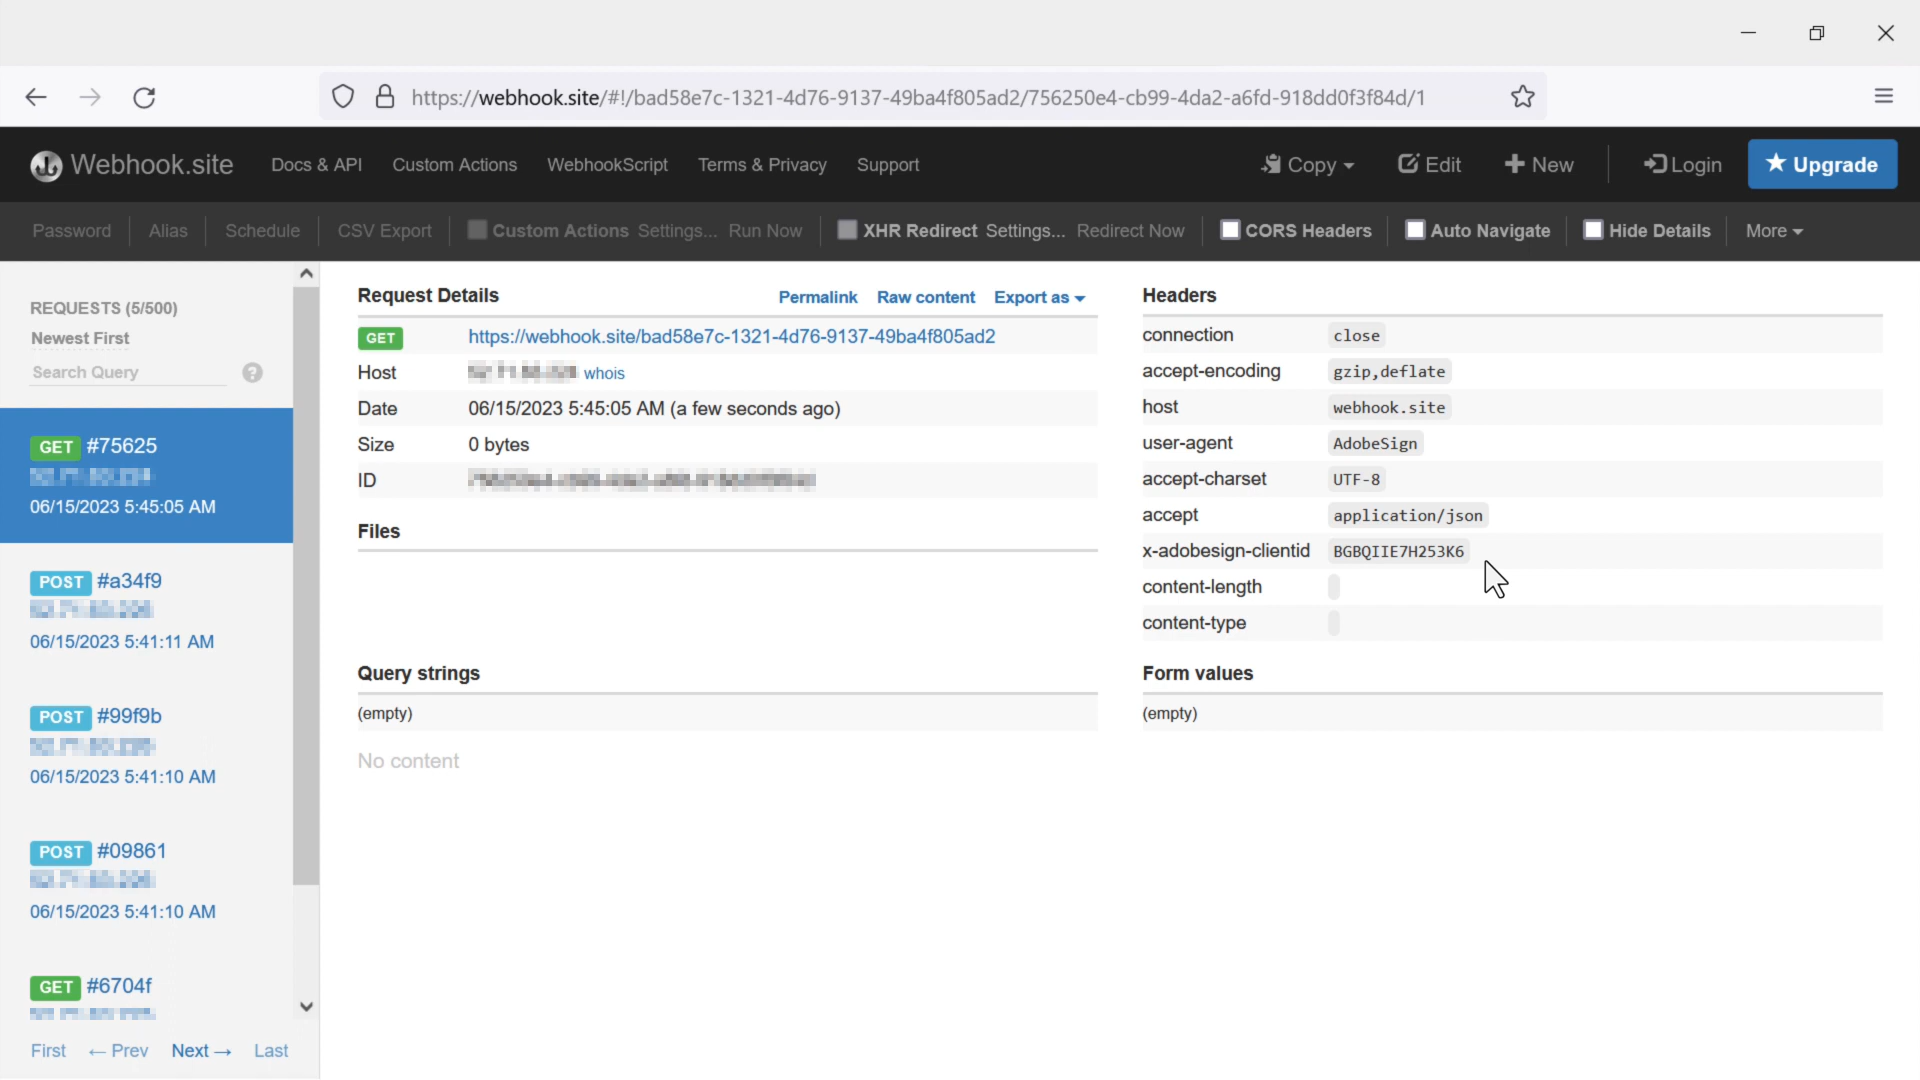 https://webhook.site/#!/bad58e7c-1321-4d76-9137-49ba4f805ad2/756250e4-cb99-4da2-a6fd-918dd0f3f84d/1
Webhook.site Docs & API Custom Actions WebhookScript Terms & Privacy Support Copy Edit New Login Upgrade
Password Alias Schedule CSV Export Custom Actions Settings... Run Now XHR Redirect Settings... Redirect Now CORS Headers Auto Navigate Hide Details More
REQUESTS (5/500)
Newest First
Search Query ?
GET #75625
06/15/2023 5:45:05 AM
POST #a34f9
06/15/2023 5:41:11 AM
POST #99f9b
06/15/2023 5:41:10 AM
POST #09861
06/15/2023 5:41:10 AM
GET #6704f
First ← Prev Next → Last
Request Details Permalink Raw content Export as
GET https://webhook.site/bad58e7c-1321-4d76-9137-49ba4f805ad2
Host whois
Date 06/15/2023 5:45:05 AM (a few seconds ago)
Size 0 bytes
ID
Files
Headers
connection close
accept-encoding gzip,deflate
host webhook.site
user-agent AdobeSign
accept-charset UTF-8
accept application/json
x-adobesign-clientid BGBQIIE7H253K6
content-length
content-type
Query strings
(empty)
No content
Form values
(empty)